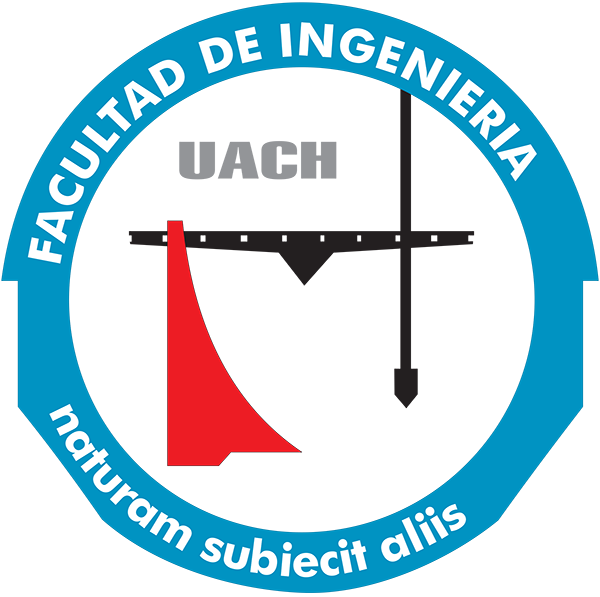 FACULTAD DE INGENIERIA
UACH
naturam subiecit aliis